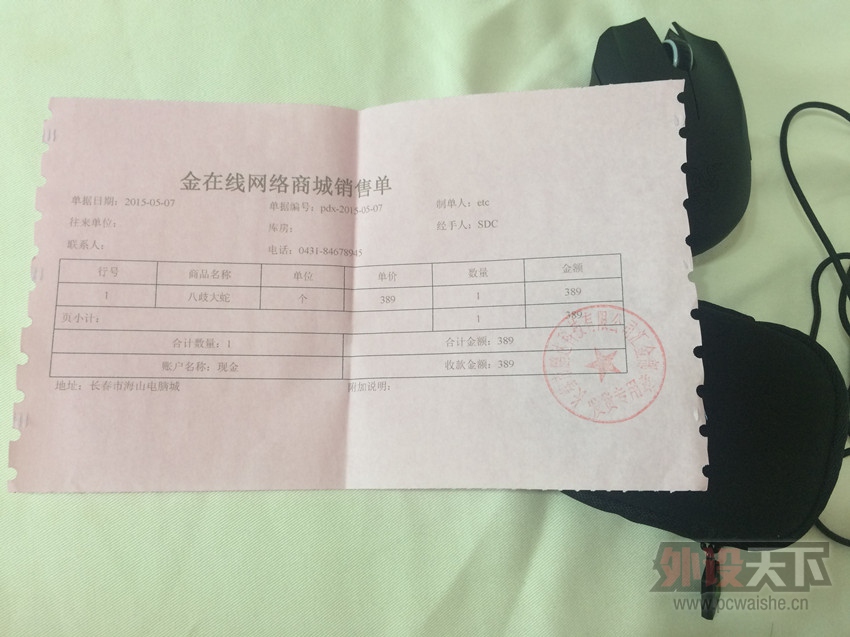 金在线网络商城销售单
单据日期：2015-05-07 单据编号：pdx-2015-05-07 制单人：etc
往来单位： 库房： 经手人：SDC
联系人： 电话：0431-84678945
行号 商品名称 单位 单价 数量 金额
1 八歧大蛇 个 389 1 389
页小计： 1 389
合计数量：1 合计金额：389
账户名称：现金 收款金额：389
地址：长春市海山电脑城 附加说明：
外设天下
www.pcwaishe.cn